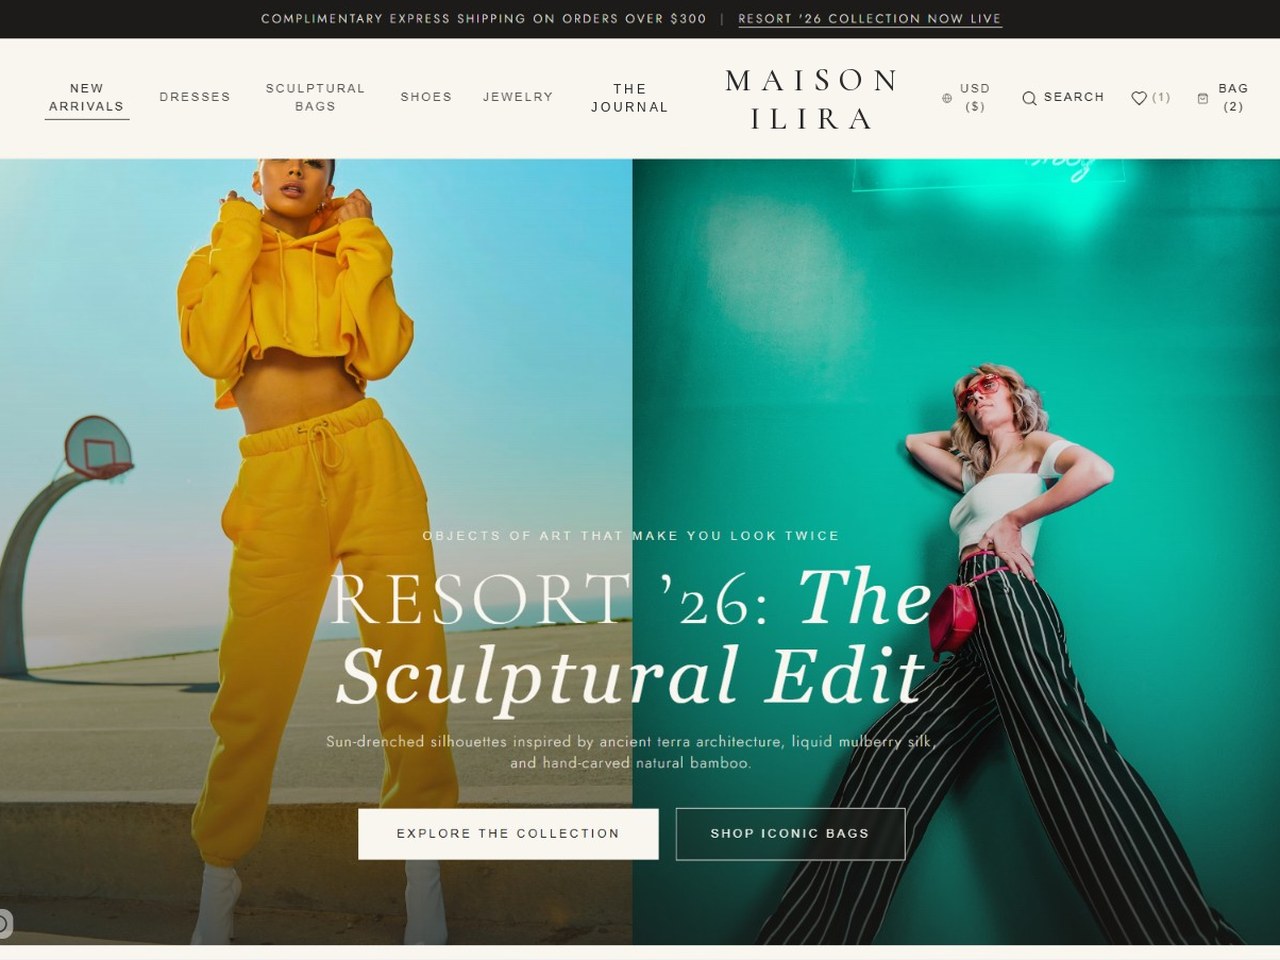 COMPLIMENTARY EXPRESS SHIPPING ON ORDERS OVER $300 | RESORT '26 COLLECTION NOW LIVE
NEW
ARRIVALS
DRESSES
SCULPTURAL
BAGS
SHOES
JEWELRY
THE
JOURNAL
MAISON
ILIRA
USD
($)
SEARCH
(1)
BAG
(2)
OBJECTS OF ART THAT MAKE YOU LOOK TWICE
RESORT ’26: The
Sculptural Edit
Sun-drenched silhouettes inspired by ancient terra architecture, liquid mulberry silk,
and hand-carved natural bamboo.
EXPLORE THE COLLECTION
SHOP ICONIC BAGS